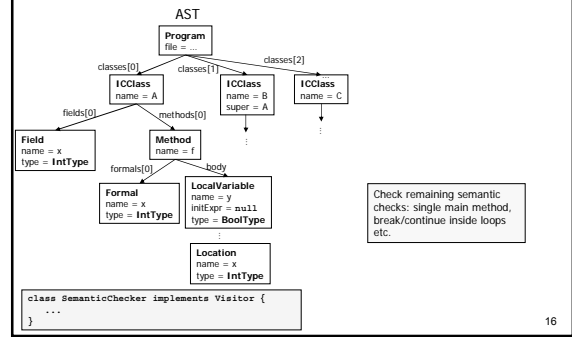 AST
Program
file = ...
classes[0]
classes[1]
classes[2]
...
ICClass
name = A
ICClass
name = B
super = A
ICClass
name = C
fields[0]
methods[0]
...
...
Field
name = x
type = IntType
Method
name = f
formals[0]
body
Formal
name = x
type = IntType
LocalVariable
name = y
initExpr = null
type = BoolType
...
Location
name = x
type = IntType
Check remaining semantic
checks: single main method,
break/continue inside loops
etc.
class SemanticChecker implements Visitor {
...
}
16